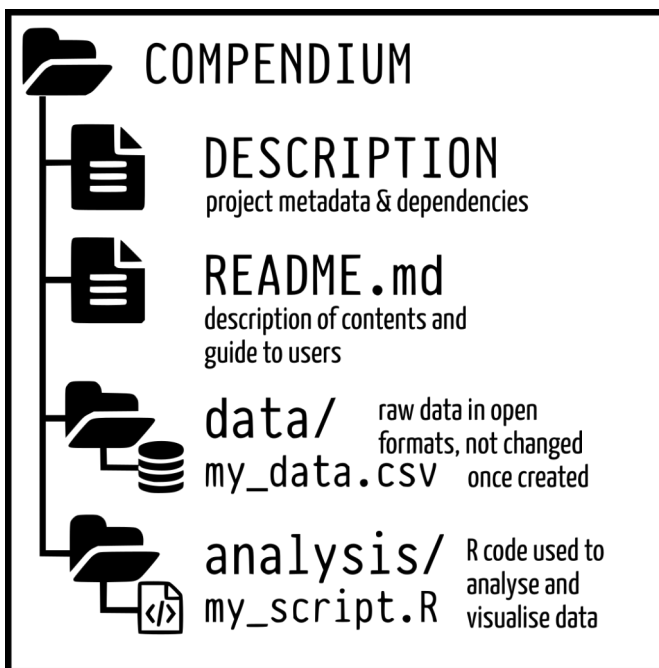 COMPENDIUM
DESCRIPTION
project metadata & dependencies
README.md
description of contents and
guide to users
data/
my_data.csv
raw data in open
formats, not changed
once created
analysis/
my_script.R
R code used to
analyse and
visualise data